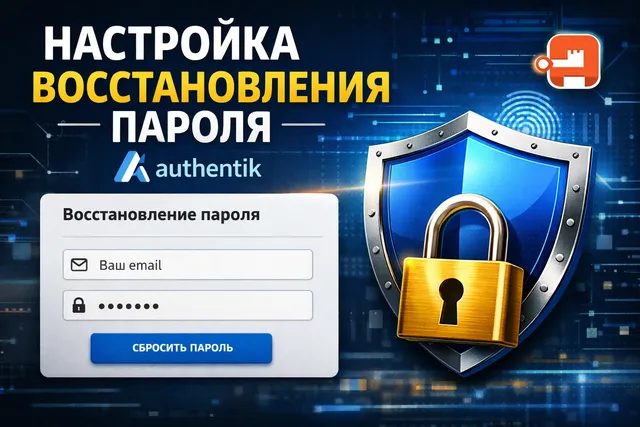 НАСТРОЙКА
ВОССТАНОВЛЕНИЯ
ПАРОЛЯ
authentik
Восстановление пароля
Ваш email
СБРОСИТЬ ПАРОЛЬ